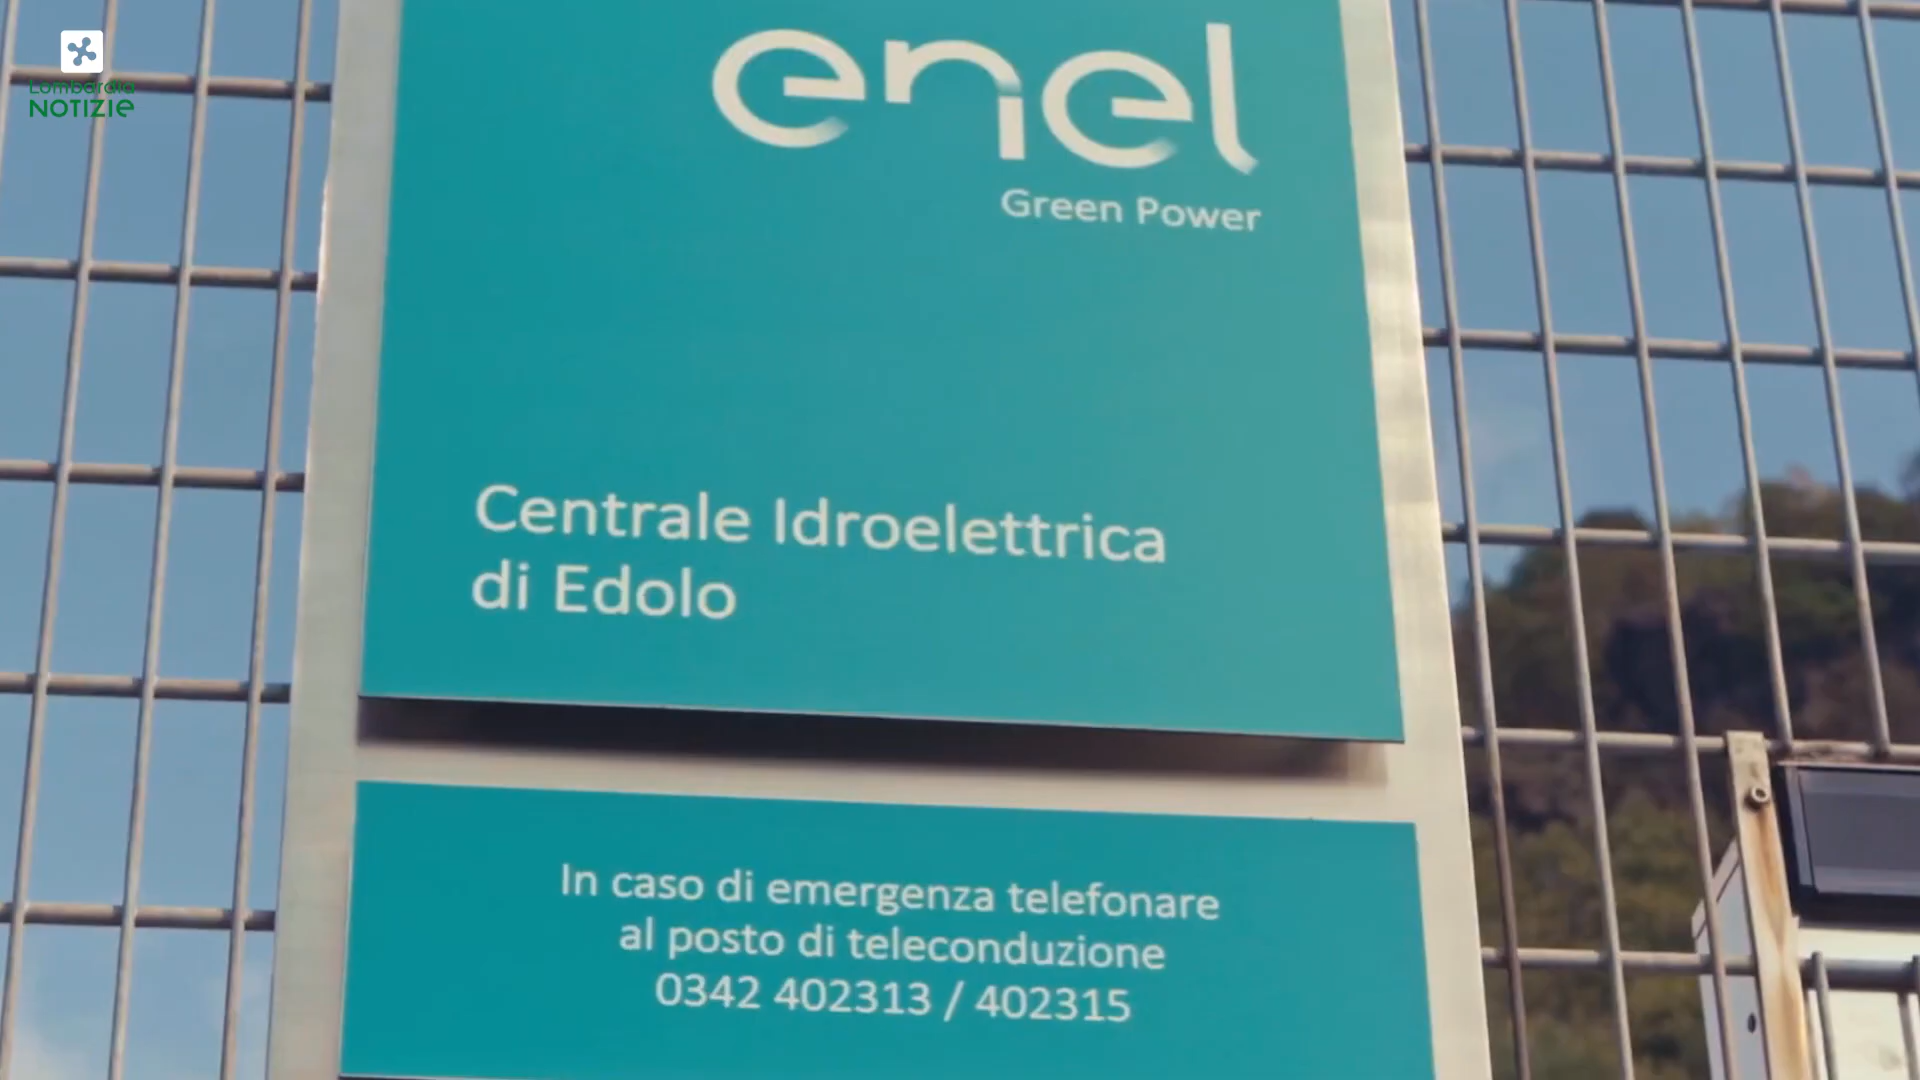 Lombardia
NOTIZIE
enel
Green Power
Centrale Idroelettrica
di Edolo
In caso di emergenza telefonare
al posto di teleconduzione
0342 402313 / 402315